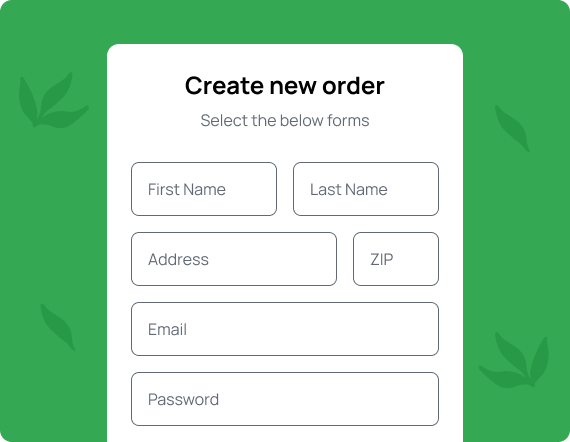 Create new order
Select the below forms
First Name
Last Name
Address
ZIP
Email
Password